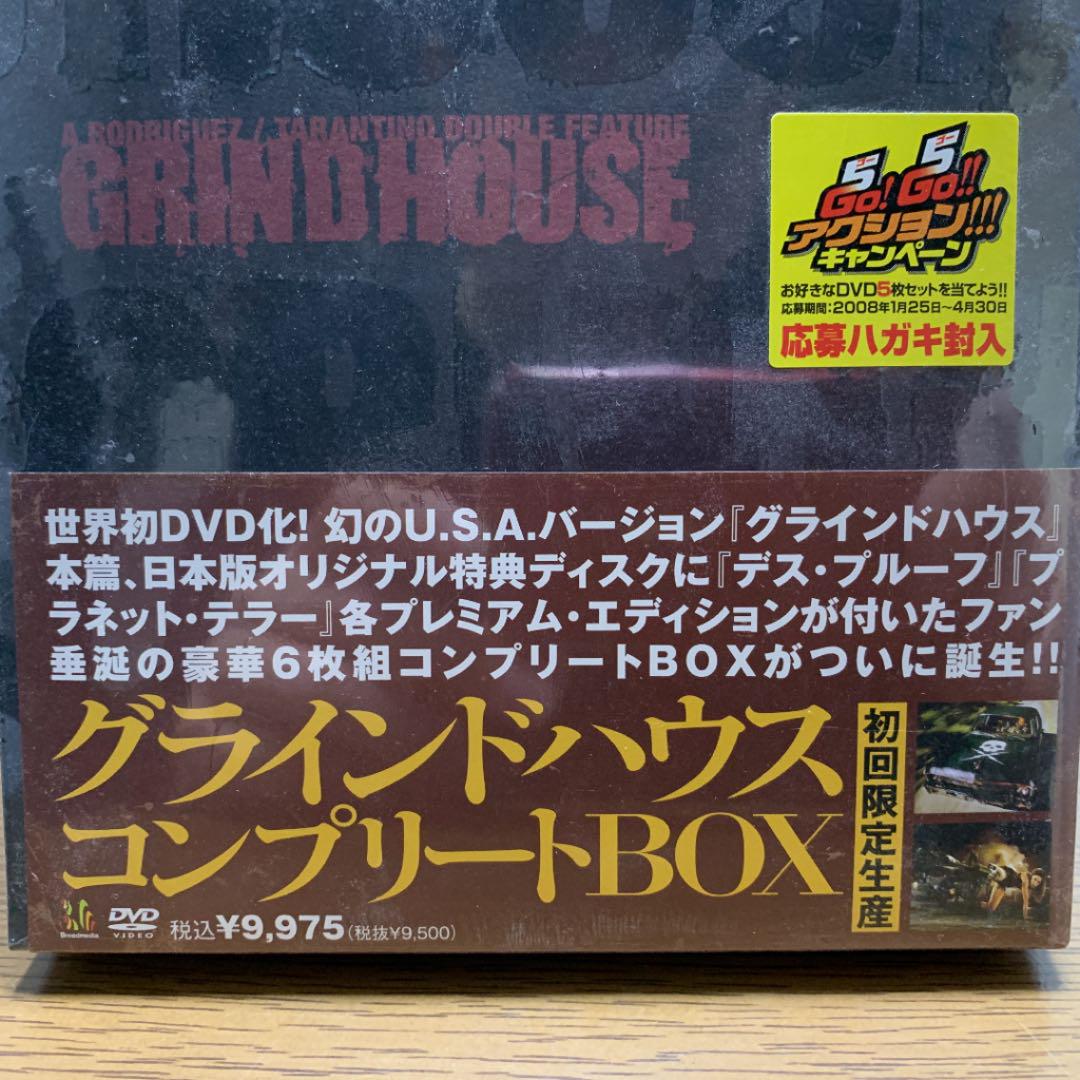 A RODRIGUEZ / TARANTINO DOUBLE FEATURE
GRINDHOUSE
5 5
ゴー ゴー
Go! Go!!
アクション!!!
キャンペーン
お好きなDVD5枚セットを当てよう!!
応募期間:2008年1月25日~4月30日
応募ハガキ封入
世界初DVD化! 幻のU.S.A.バージョン『グラインドハウス』
本篇、日本版オリジナル特典ディスクに『デス・プルーフ』『プ
ラネット・テラー』各プレミアム・エディションが付いたファン
垂涎の豪華6枚組コンプリートBOXがついに誕生!!
グラインドハウス
コンプリートBOX
初回限定生産
Broadmedia
DVD
VIDEO
税込¥9,975(税抜¥9,500)